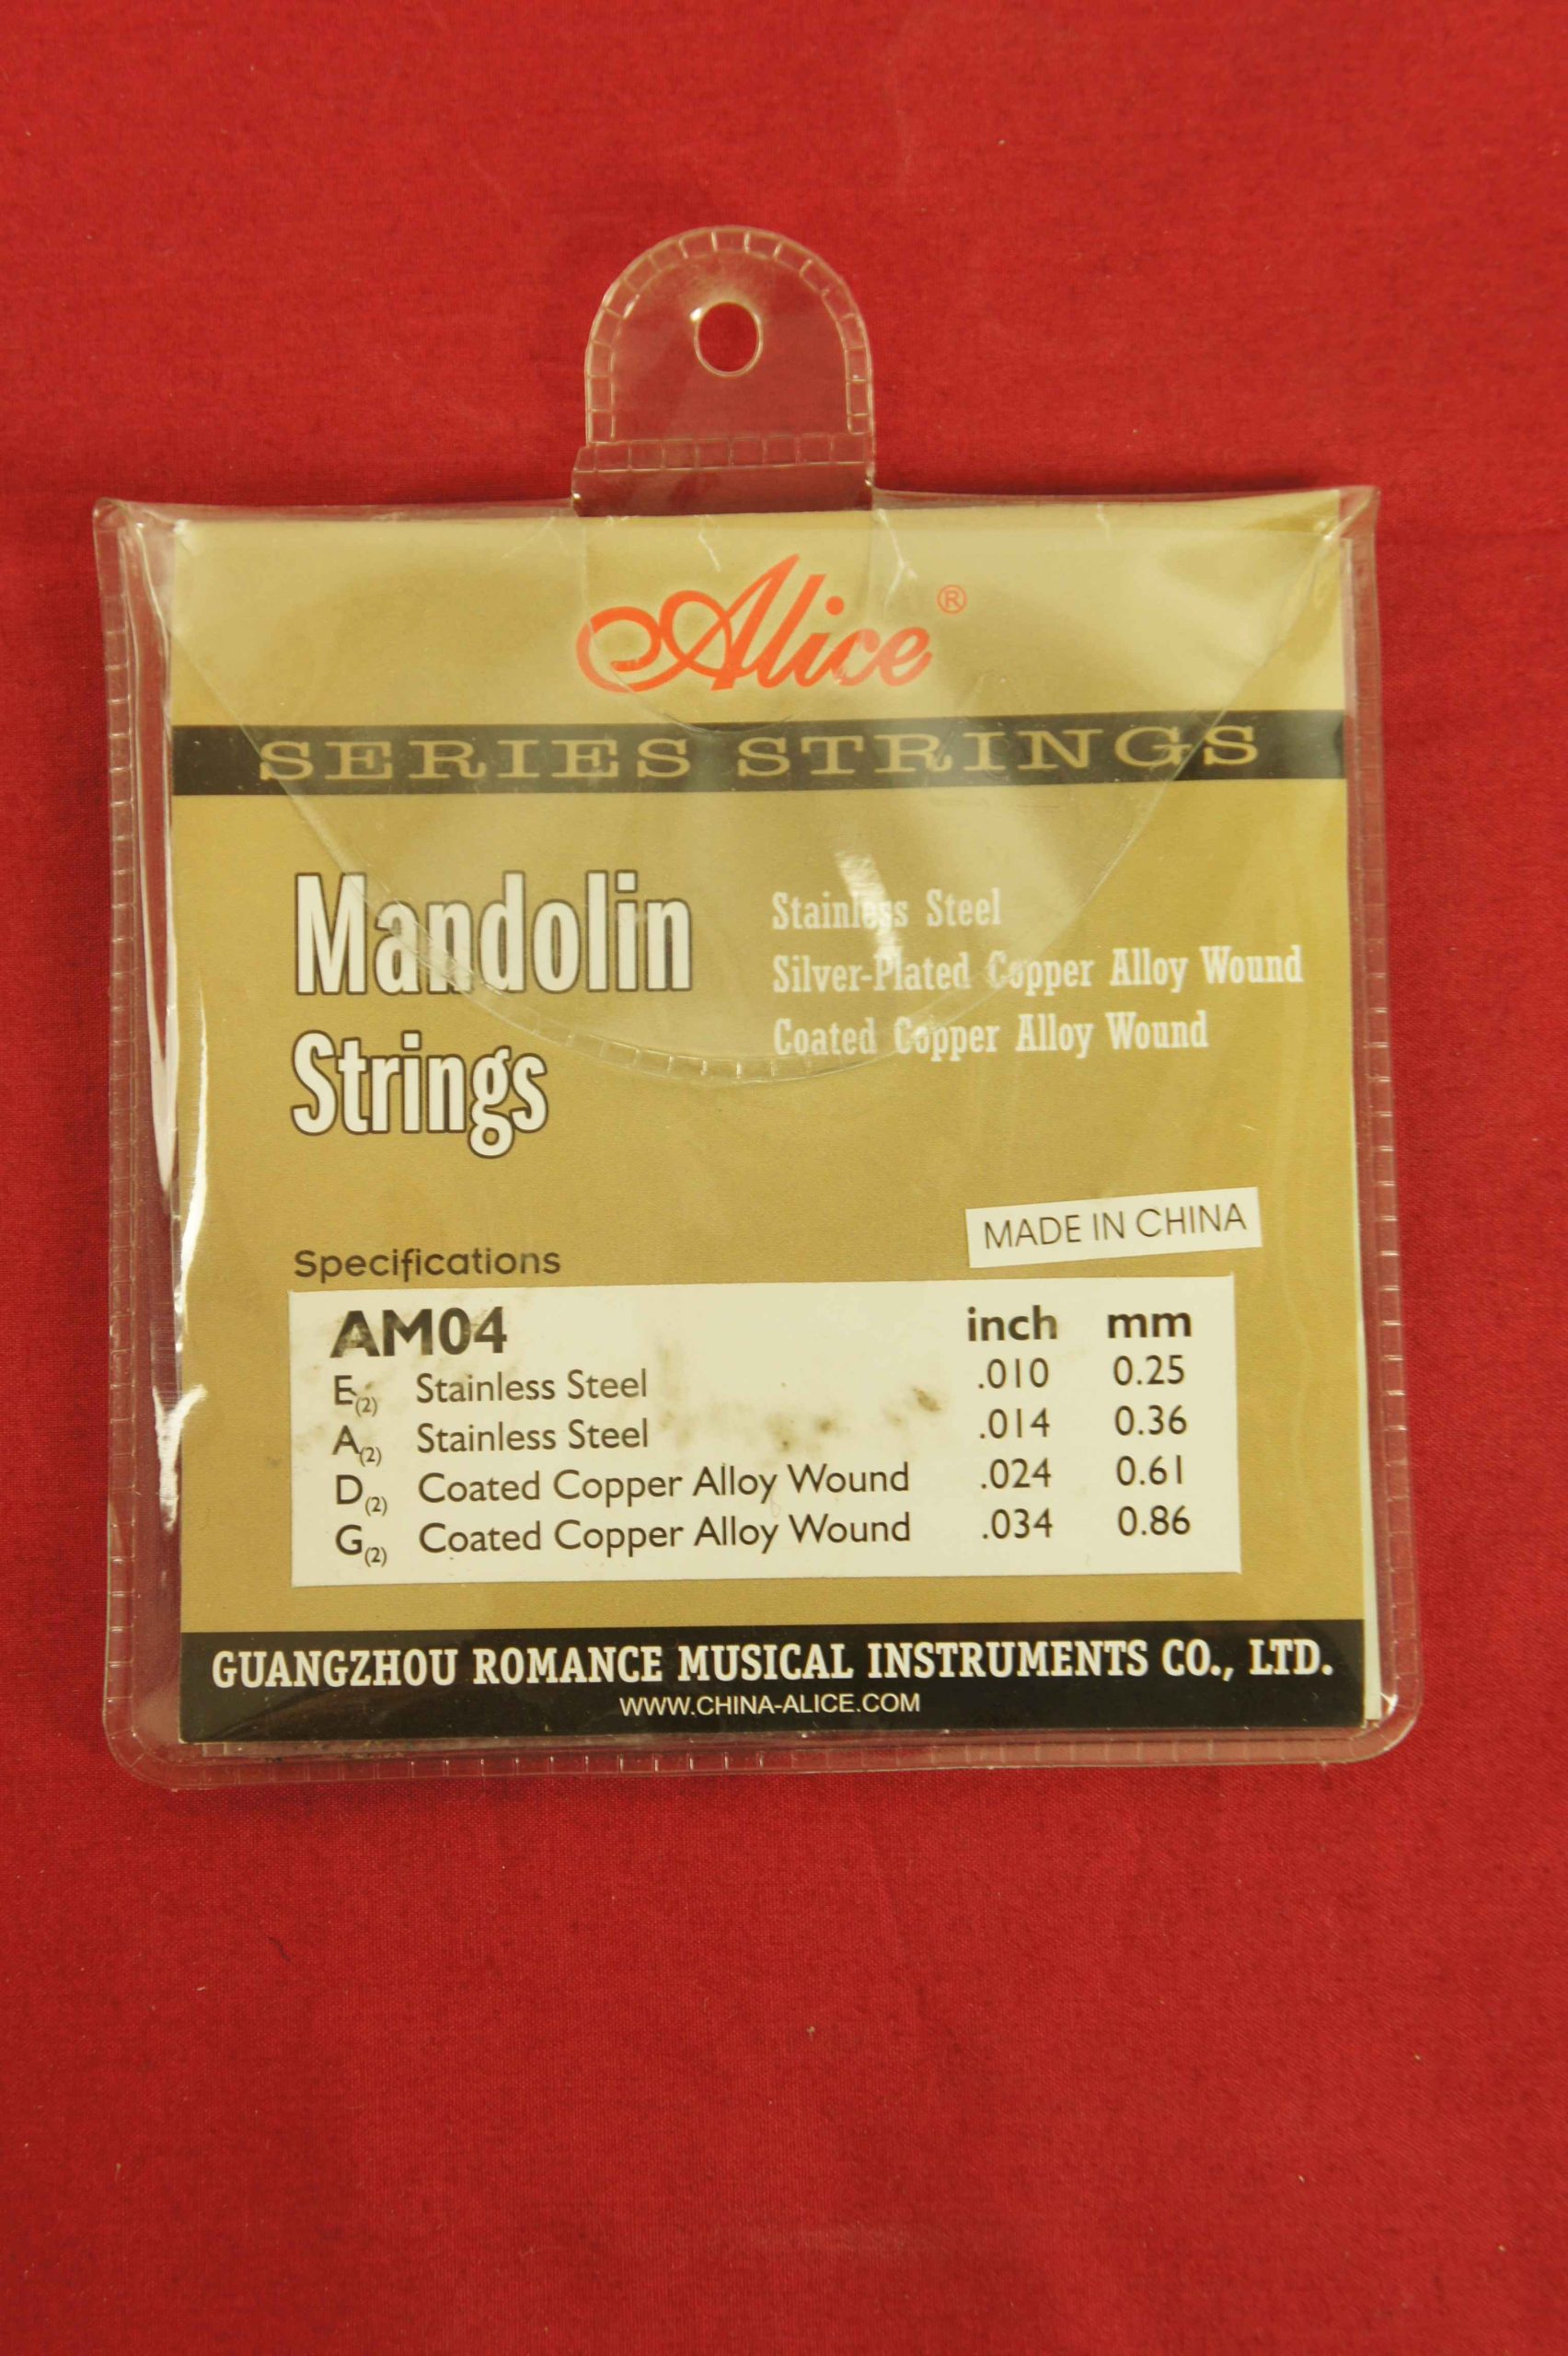 Alice®
SERIES STRINGS
Mandolin
Strings
Stainless Steel
Silver-Plated Copper Alloy Wound
Coated Copper Alloy Wound
MADE IN CHINA
Specifications
AM04 inch mm
E(2) Stainless Steel .010 0.25
A(2) Stainless Steel .014 0.36
D(2) Coated Copper Alloy Wound .024 0.61
G(2) Coated Copper Alloy Wound .034 0.86
GUANGZHOU ROMANCE MUSICAL INSTRUMENTS CO., LTD.
WWW.CHINA-ALICE.COM